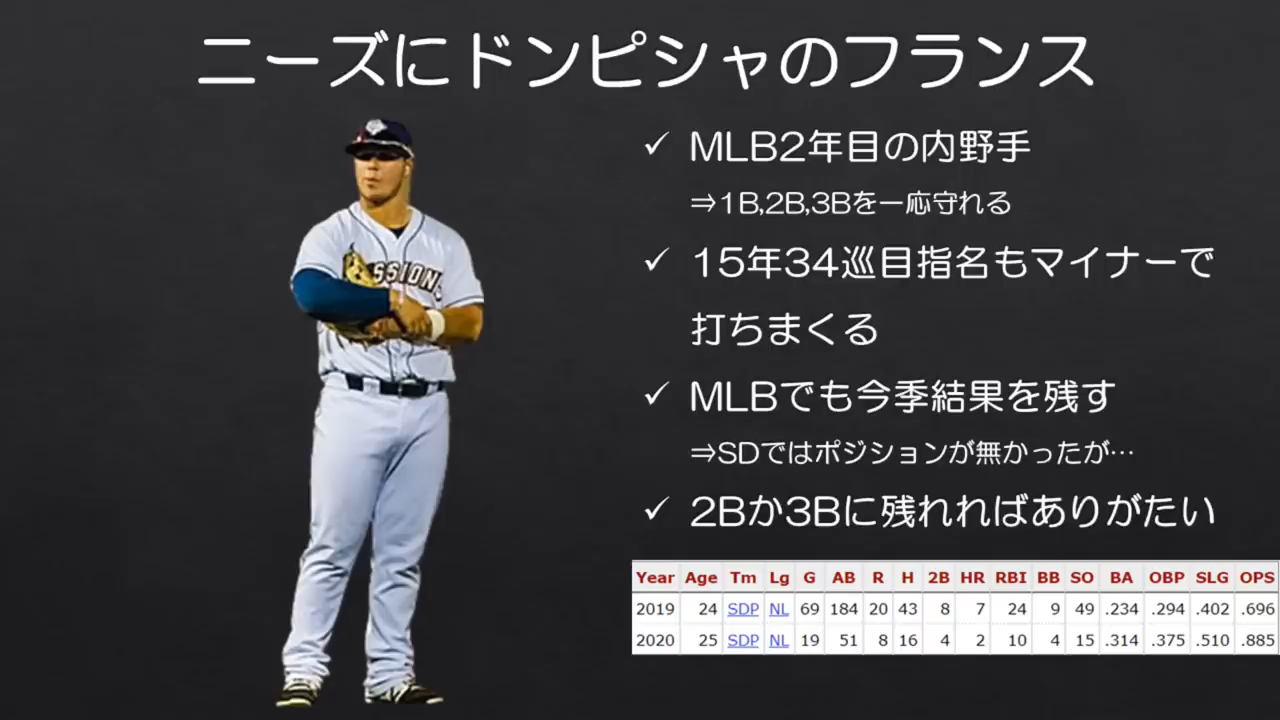 ニーズにドンピシャのフランス
✓ MLB2年目の内野手
⇒1B,2B,3Bを一応守れる
✓ 15年34巡目指名もマイナーで
打ちまくる
✓ MLBでも今季結果を残す
⇒SDではポジションが無かったが…
✓ 2Bか3Bに残れればありがたい
SSIONS
Year Age Tm Lg G AB R H 2B HR RBI BB SO BA OBP SLG OPS
2019 24 SDP NL 69 184 20 43 8 7 24 9 49 .234 .294 .402 .696
2020 25 SDP NL 19 51 8 16 4 2 10 4 15 .314 .375 .510 .885